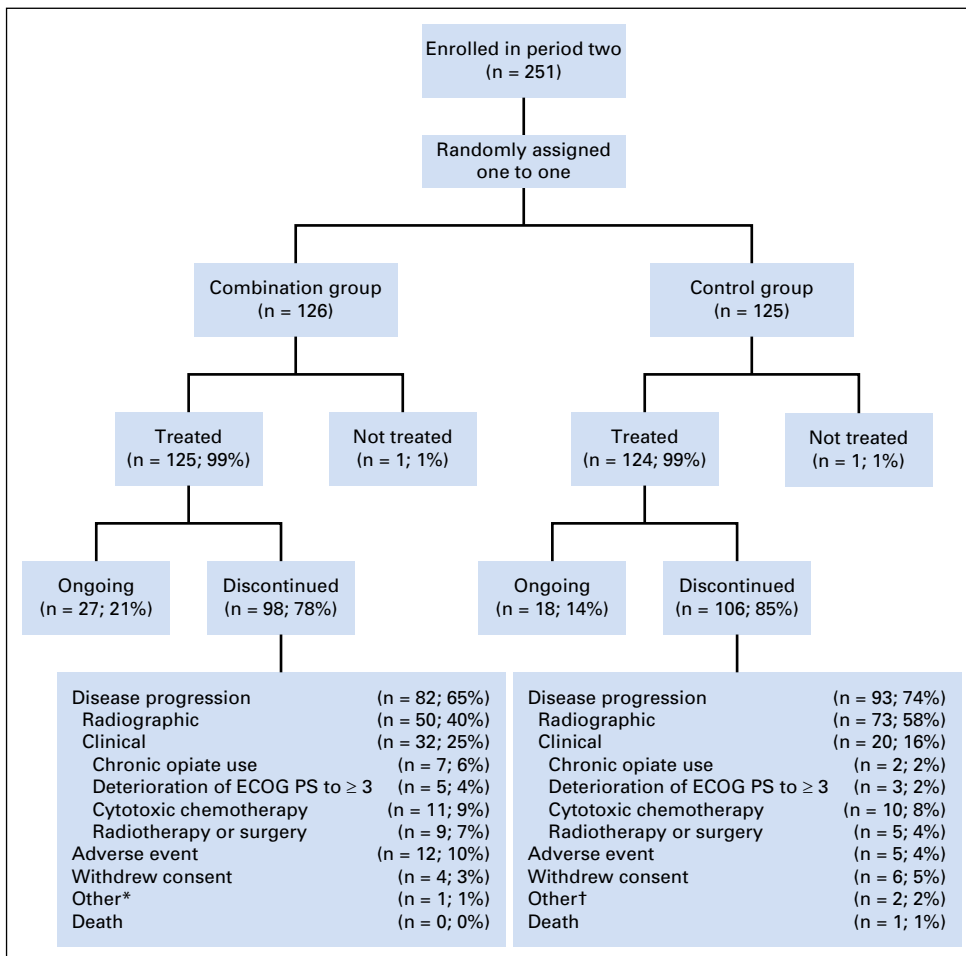 Enrolled in period two
(n = 251)
Randomly assigned
one to one
Combination group
(n = 126)
Control group
(n = 125)
Treated
(n = 125; 99%)
Not treated
(n = 1; 1%)
Treated
(n = 124; 99%)
Not treated
(n = 1; 1%)
Ongoing
(n = 27; 21%)
Discontinued
(n = 98; 78%)
Ongoing
(n = 18; 14%)
Discontinued
(n = 106; 85%)
Disease progression (n = 82; 65%)
Radiographic (n = 50; 40%)
Clinical (n = 32; 25%)
Chronic opiate use (n = 7; 6%)
Deterioration of ECOG PS to ≥ 3 (n = 5; 4%)
Cytotoxic chemotherapy (n = 11; 9%)
Radiotherapy or surgery (n = 9; 7%)
Adverse event (n = 12; 10%)
Withdrew consent (n = 4; 3%)
Other* (n = 1; 1%)
Death (n = 0; 0%)
Disease progression (n = 93; 74%)
Radiographic (n = 73; 58%)
Clinical (n = 20; 16%)
Chronic opiate use (n = 2; 2%)
Deterioration of ECOG PS to ≥ 3 (n = 3; 2%)
Cytotoxic chemotherapy (n = 10; 8%)
Radiotherapy or surgery (n = 5; 4%)
Adverse event (n = 5; 4%)
Withdrew consent (n = 6; 5%)
Other† (n = 2; 2%)
Death (n = 1; 1%)